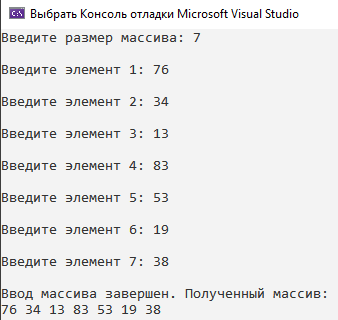 Выбрать Консоль отладки Microsoft Visual Studio
Введите размер массива: 7
Введите элемент 1: 76
Введите элемент 2: 34
Введите элемент 3: 13
Введите элемент 4: 83
Введите элемент 5: 53
Введите элемент 6: 19
Введите элемент 7: 38
Ввод массива завершен. Полученный массив:
76 34 13 83 53 19 38